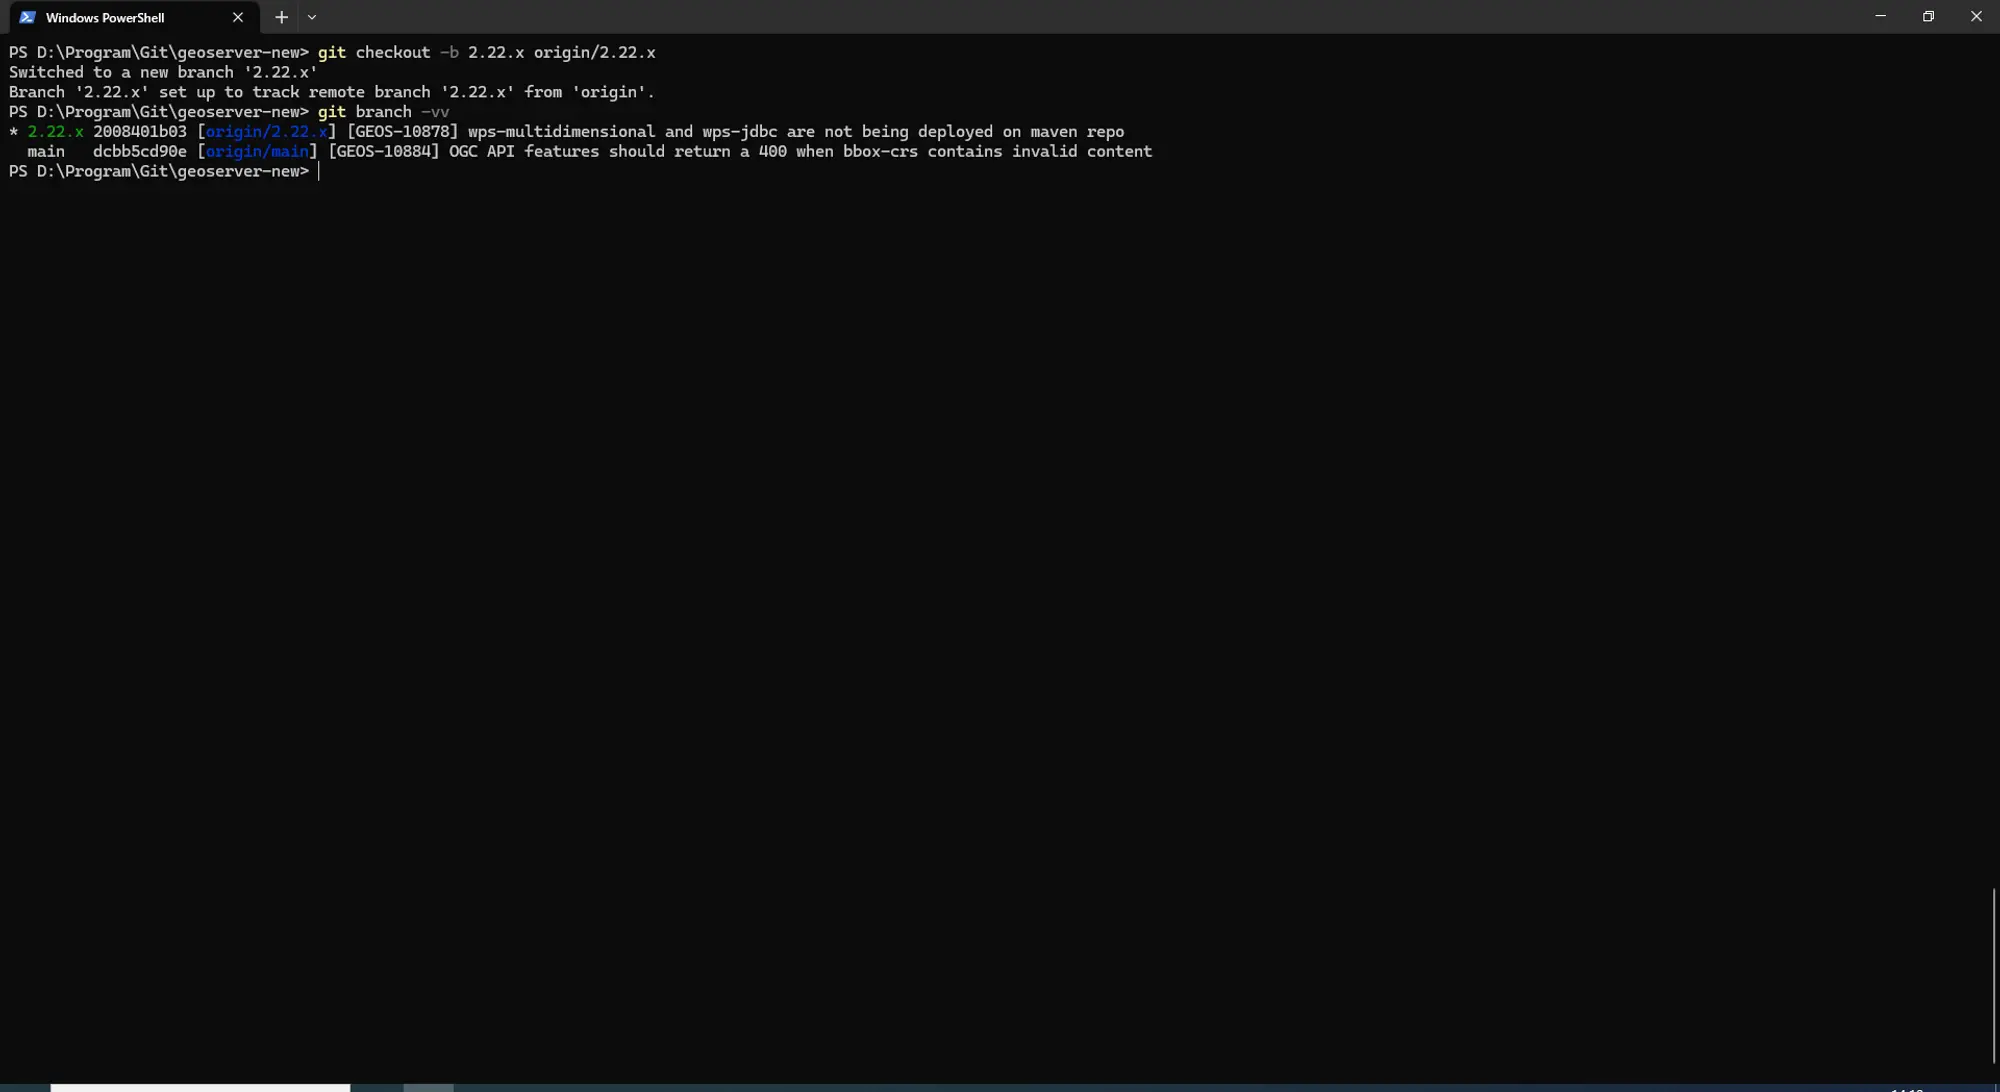 Windows PowerShell
PS D:\Program\Git\geoserver-new> git checkout -b 2.22.x origin/2.22.x
Switched to a new branch '2.22.x'
Branch '2.22.x' set up to track remote branch '2.22.x' from 'origin'.
PS D:\Program\Git\geoserver-new> git branch -vv
* 2.22.x 2008401b03 [origin/2.22.x] [GEOS-10878] wps-multidimensional and wps-jdbc are not being deployed on maven repo
  main   dcbb5cd90e [origin/main] [GEOS-10884] OGC API features should return a 400 when bbox-crs contains invalid content
PS D:\Program\Git\geoserver-new>